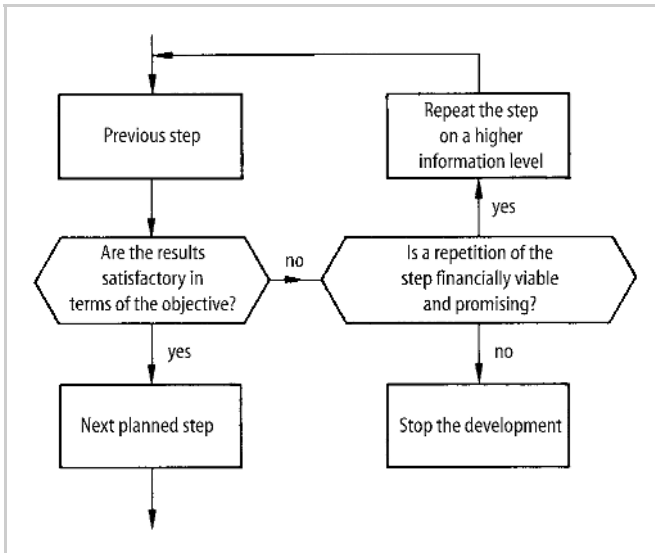 Previous step
Repeat the step
on a higher
information level
yes
Are the results
satisfactory in
terms of the objective?
no
Is a repetition of the
step financially viable
and promising?
yes
no
Next planned step
Stop the development